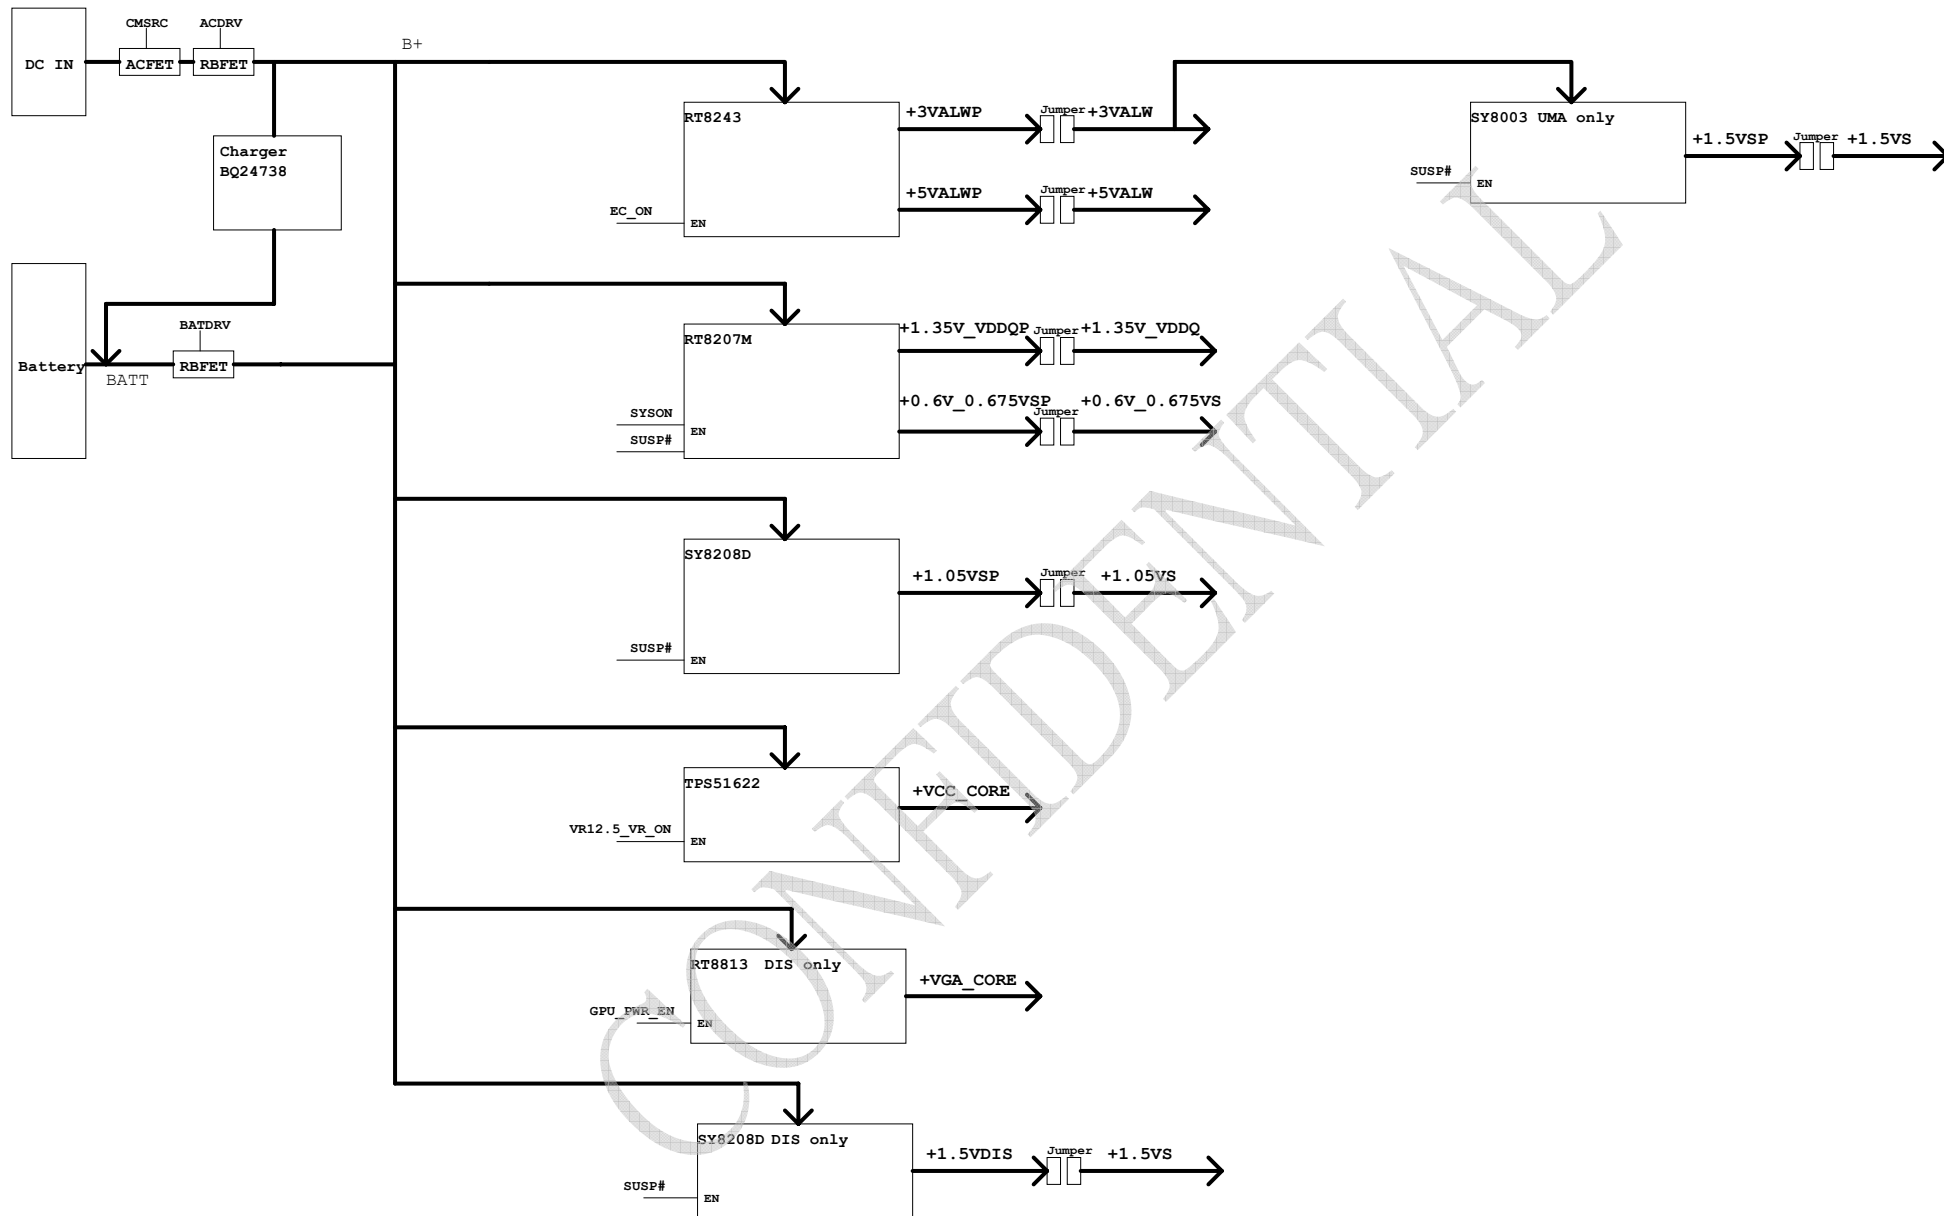 CMSRC
ACDRV
B+
DC IN
ACFET
RBFET
Charger
BQ24738
RT8243
+3VALWP
Jumper
+3VALW
+5VALWP
Jumper
+5VALW
EC_ON
EN
SY8003 UMA only
+1.5VSP
Jumper
+1.5VS
SUSP#
EN
Battery
BATT
BATDRV
RBFET
RT8207M
+1.35V_VDDQP
Jumper
+1.35V_VDDQ
+0.6V_0.675VSP
Jumper
+0.6V_0.675VS
SYSON
EN
SUSP#
SY8208D
+1.05VSP
Jumper
+1.05VS
SUSP#
EN
TPS51622
+VCC_CORE
VR12.5_VR_ON
EN
RT8813 DIS only
+VGA_CORE
GPU_PWR_EN
EN
SY8208D DIS only
+1.5VDIS
Jumper
+1.5VS
SUSP#
EN
CONFIDENTIAL